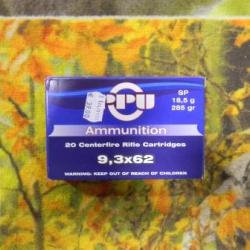 PPU
SP
18,5 g
285 gr
Ammunition
20 Centerfire Rifle Cartridges
9,3x62
WARNING: KEEP OUT OF REACH OF CHILDREN